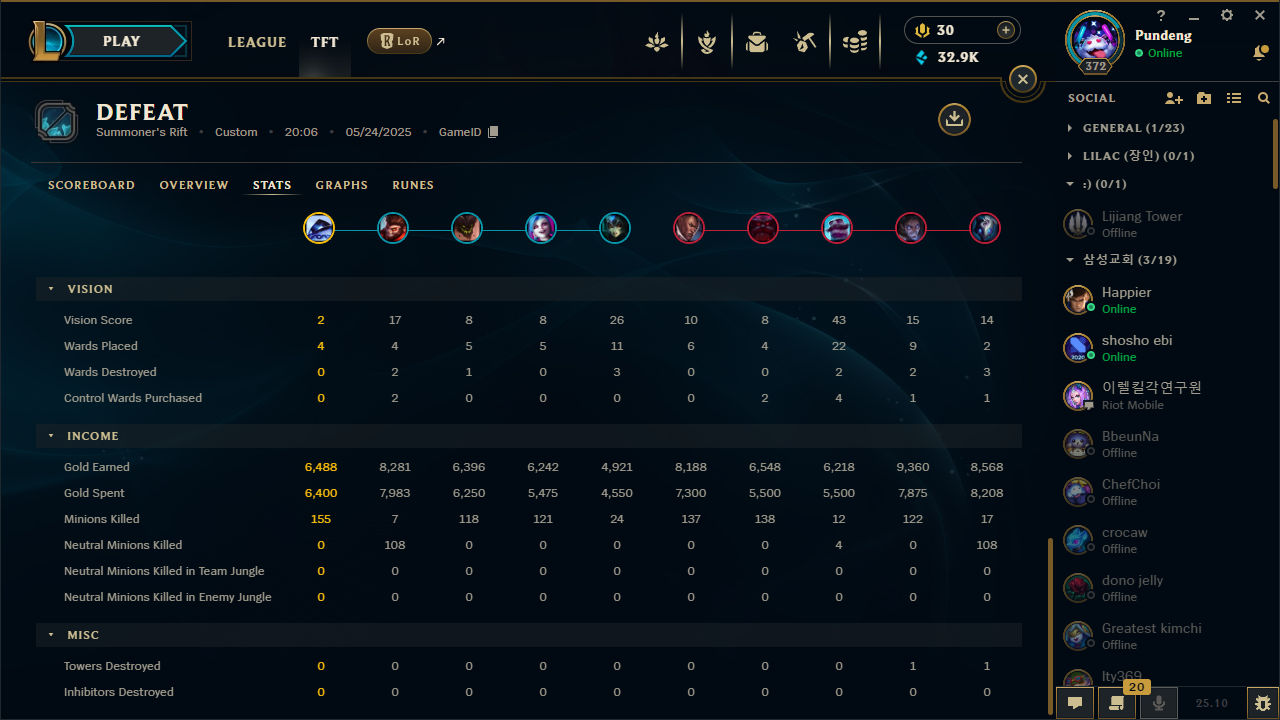 PLAY
LEAGUE
TFT
LoR
30
32.9K
372
Pundeng
Online
DEFEAT
Summoner's Rift • Custom • 20:06 • 05/24/2025 • GameID
SCOREBOARD OVERVIEW STATS GRAPHS RUNES
VISION
Vision Score 2 17 8 8 26 10 8 43 15 14
Wards Placed 4 4 5 5 11 6 4 22 9 2
Wards Destroyed 0 2 1 0 3 0 0 2 2 3
Control Wards Purchased 0 2 0 0 0 0 2 4 1 1
INCOME
Gold Earned 6,488 8,281 6,396 6,242 4,921 8,188 6,548 6,218 9,360 8,568
Gold Spent 6,400 7,983 6,250 5,475 4,550 7,300 5,500 5,500 7,875 8,208
Minions Killed 155 7 118 121 24 137 138 12 122 17
Neutral Minions Killed 0 108 0 0 0 0 0 4 0 108
Neutral Minions Killed in Team Jungle 0 0 0 0 0 0 0 0 0 0
Neutral Minions Killed in Enemy Jungle 0 0 0 0 0 0 0 0 0 0
MISC
Towers Destroyed 0 0 0 0 0 0 0 0 1 1
Inhibitors Destroyed 0 0 0 0 0 0 0 0 0 0
SOCIAL
GENERAL (1/23)
LILAC (장인) (0/1)
:) (0/1)
Lijiang Tower
Offline
삼성교회 (3/19)
Happier
Online
shosho ebi
Online
이렐킬각연구원
Riot Mobile
BbeunNa
Offline
ChefChoi
Offline
crocaw
Offline
dono jelly
Offline
Greatest kimchi
Offline
lty369
20
25.10